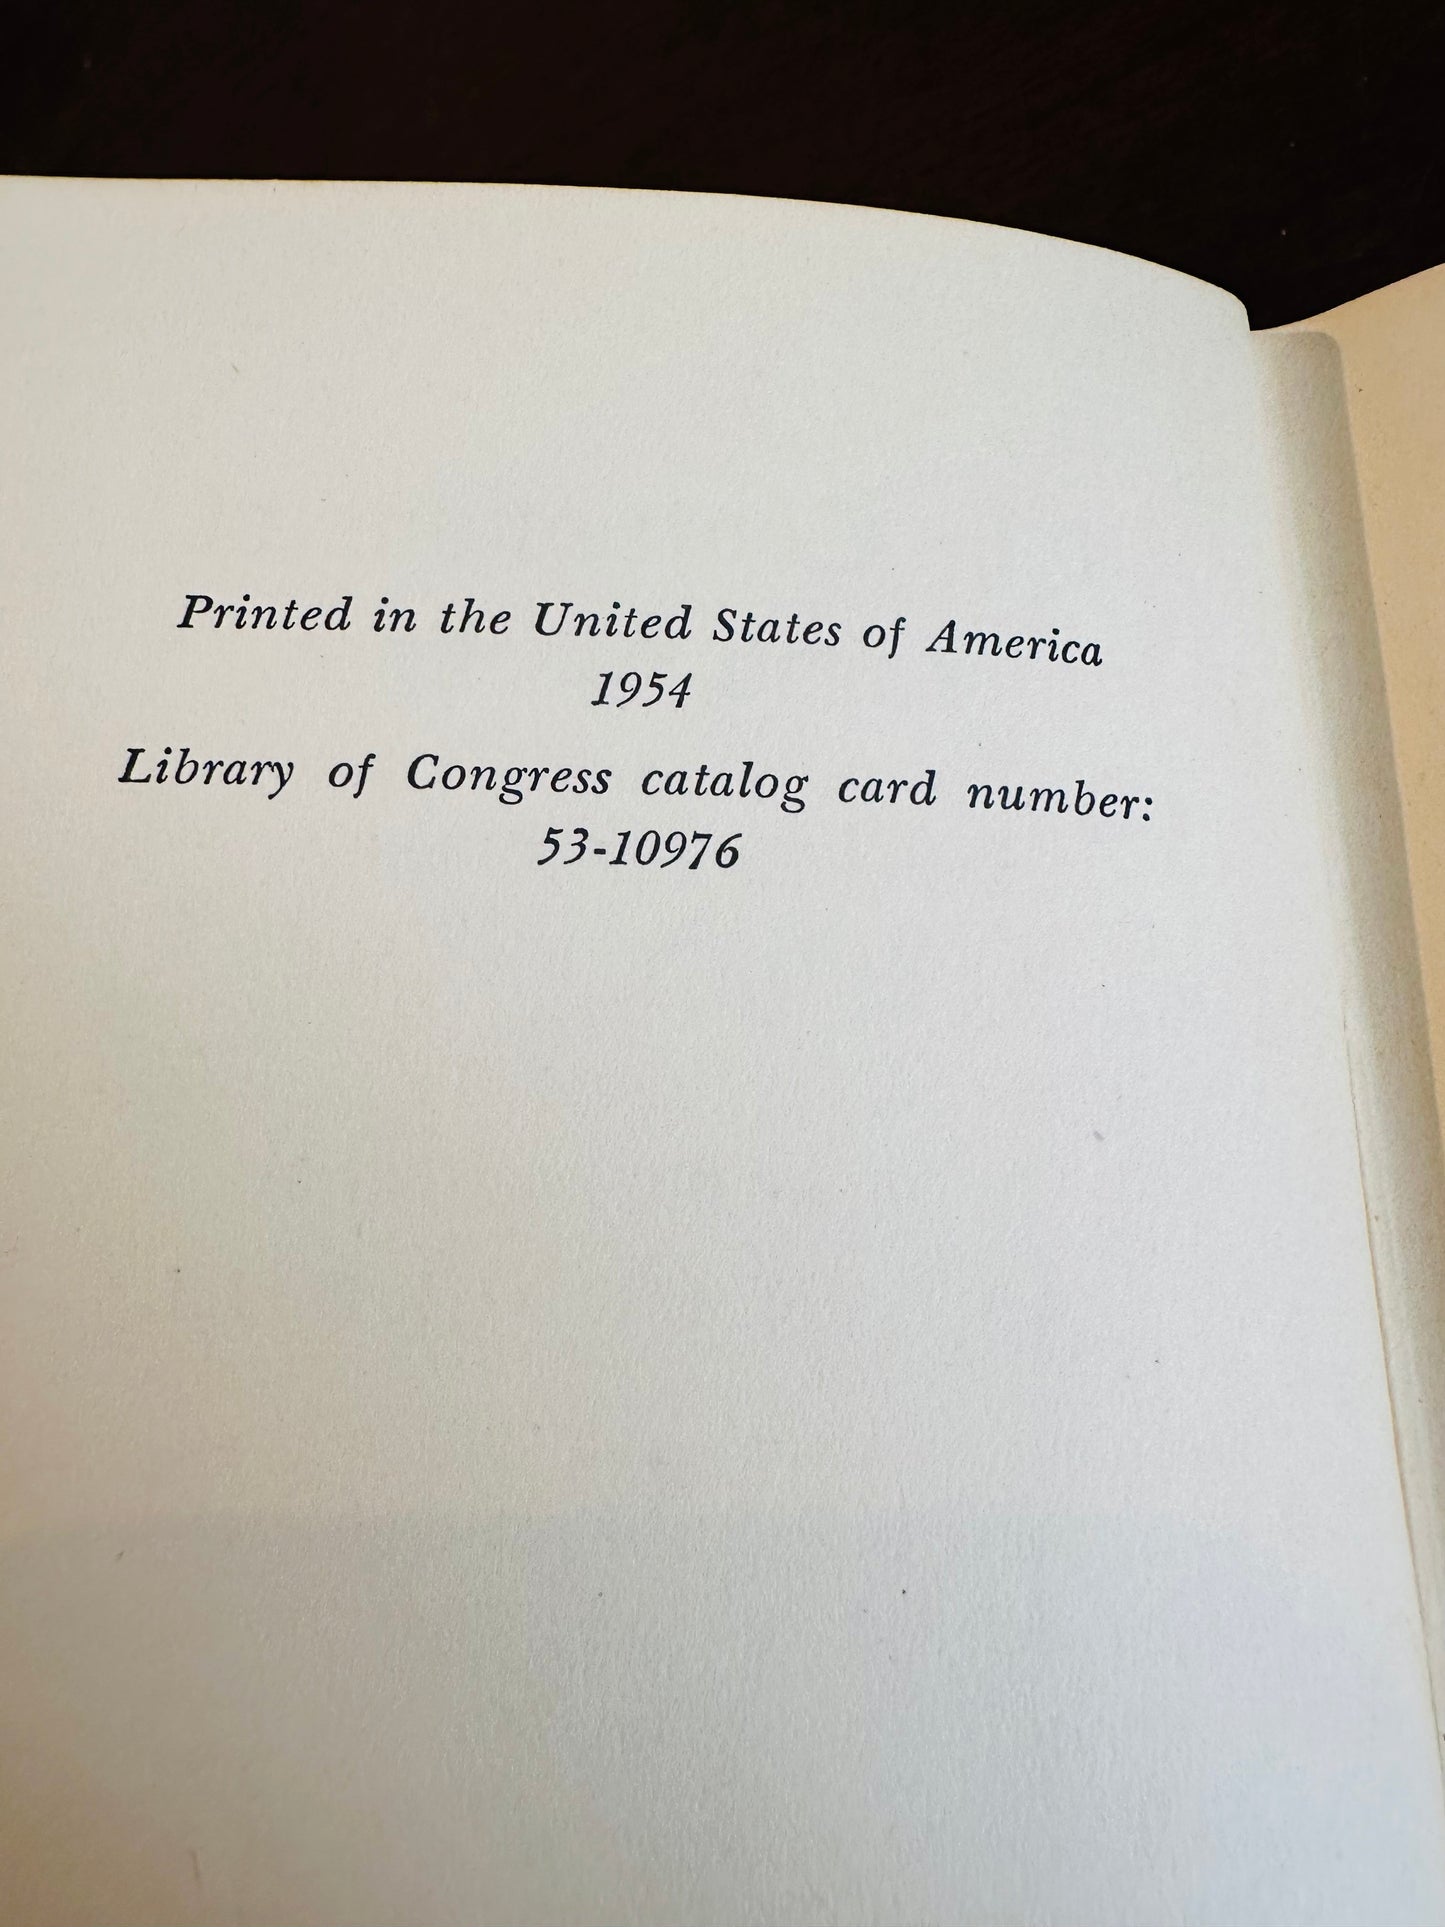 Printed in the United States of America
1954
Library of Congress catalog card number:
53-10976